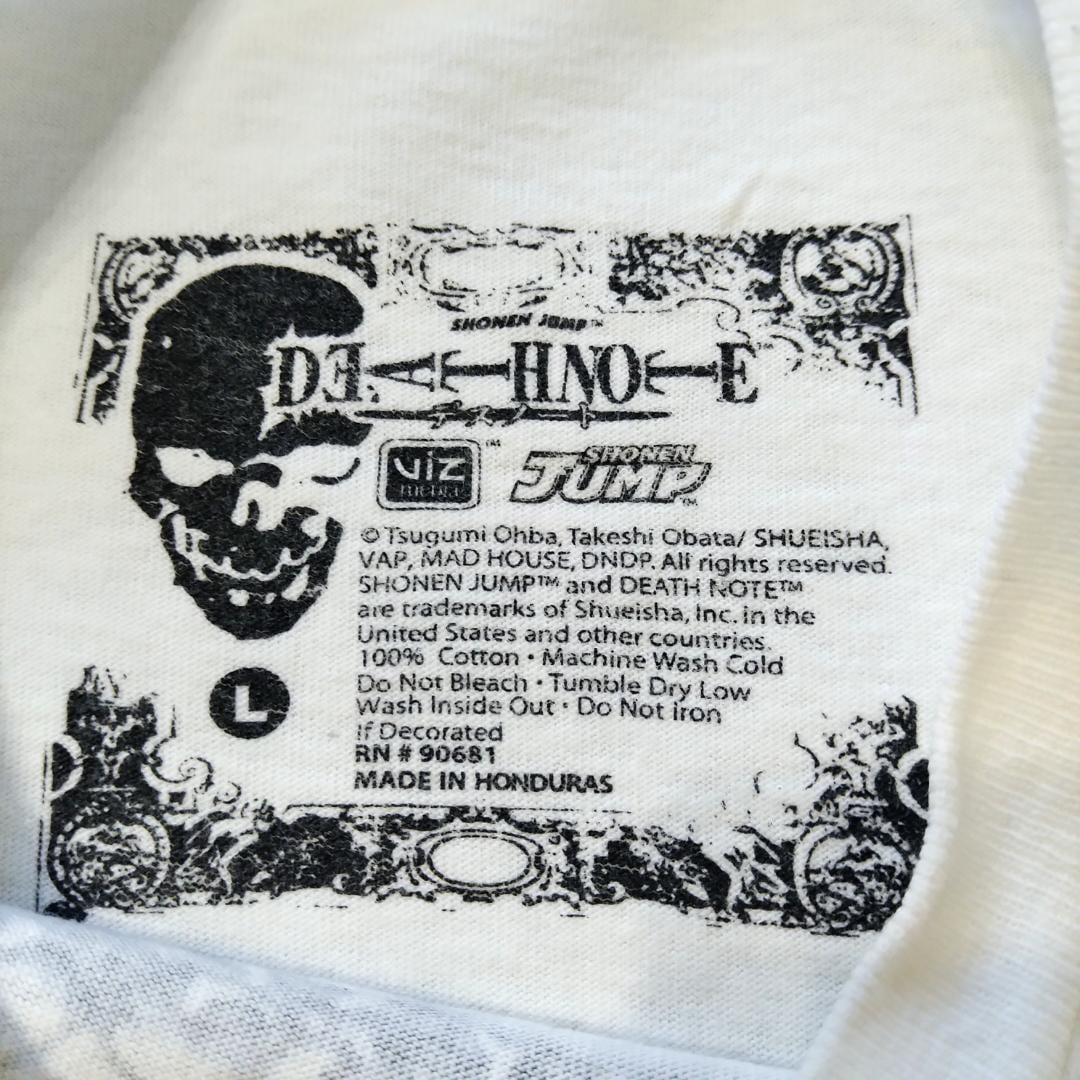 SHONEN JUMP™
DEATH NOTE
デスノート
VIZ media ™
SHONEN JUMP ™
© Tsugumi Ohba, Takeshi Obata/ SHUEISHA,
VAP, MAD HOUSE, DNDP. All rights reserved.
SHONEN JUMP™ and DEATH NOTE™
are trademarks of Shueisha, Inc. in the
United States and other countries.
100% Cotton • Machine Wash Cold
Do Not Bleach • Tumble Dry Low
Wash Inside Out • Do Not Iron
If Decorated
RN # 90681
MADE IN HONDURAS
L